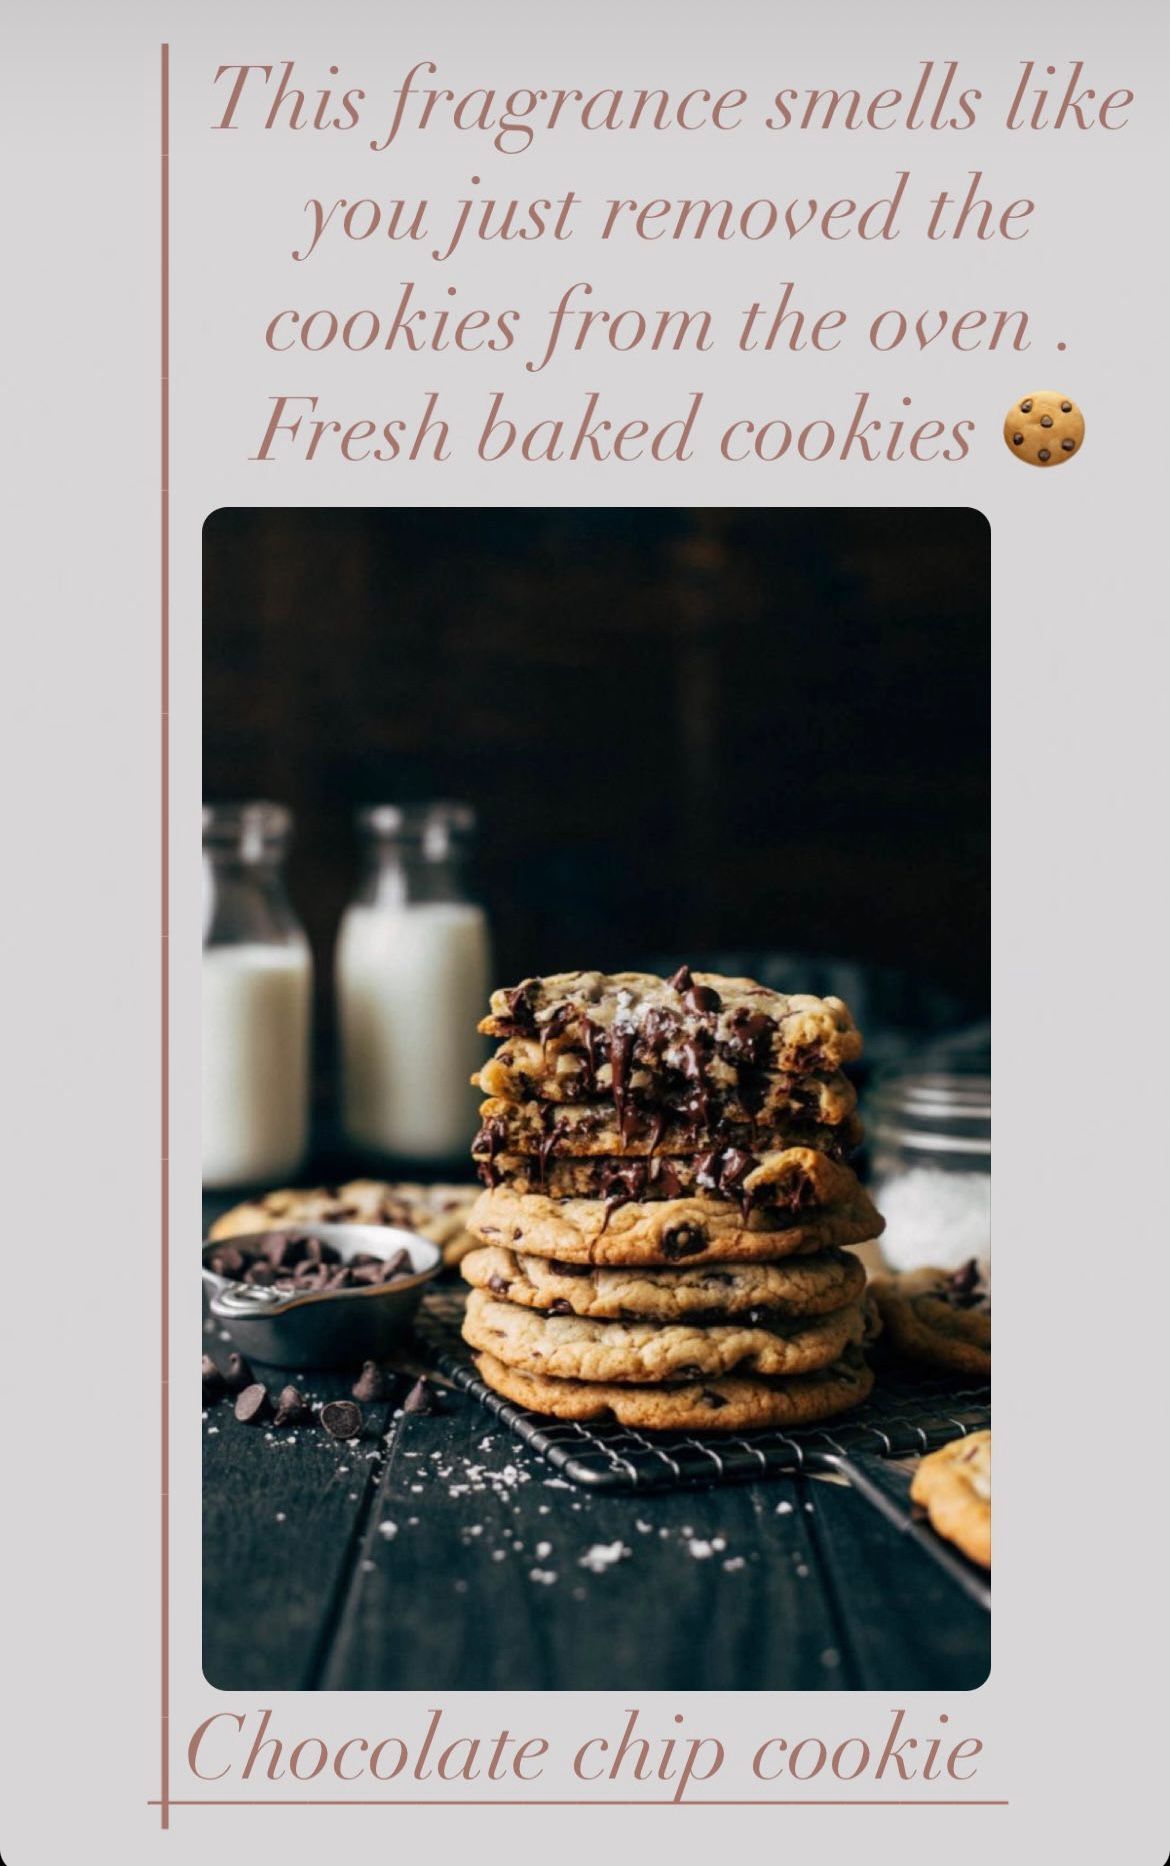 This fragrance smells like
you just removed the
cookies from the oven .
Fresh baked cookies 🍪
Chocolate chip cookie